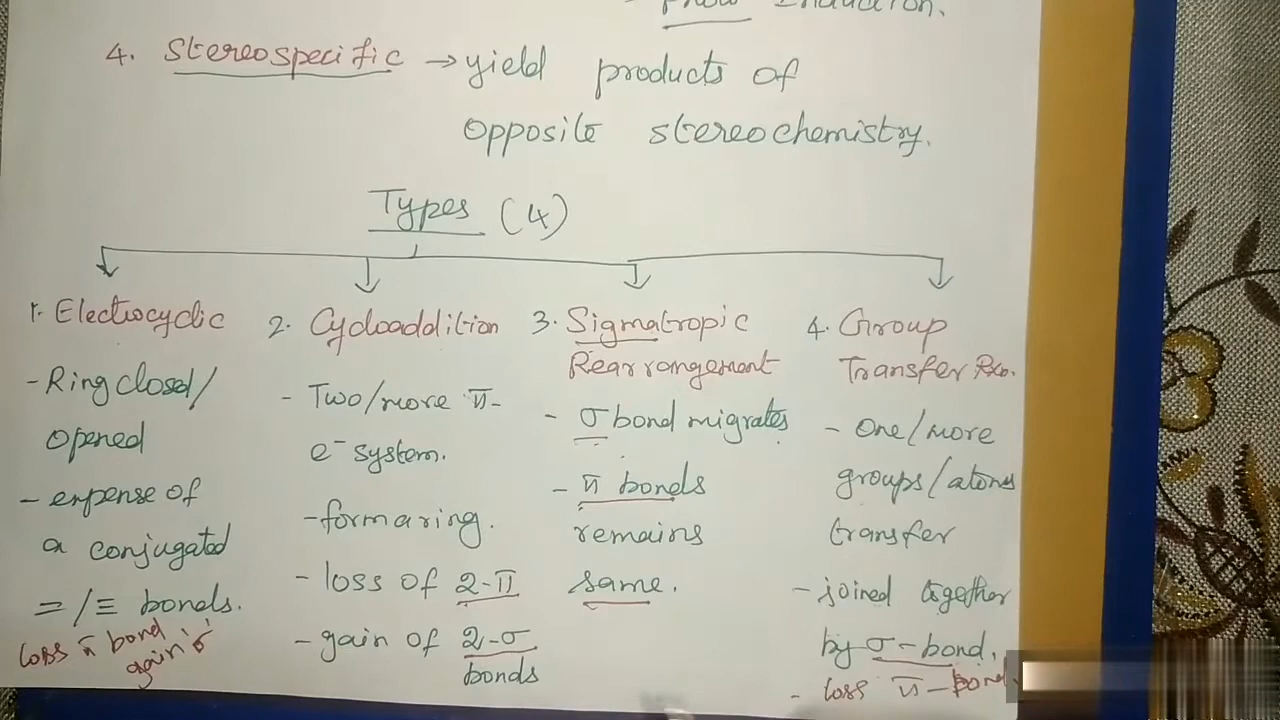 - Photo Induction.
4. Stereospecific → yield products of
opposite stereochemistry.
Types (4)
1. Electrocyclic
- Ring closed/
opened
- expense of
a conjugated
= / ≡ bonds.
loss π bond
gain σ
2. Cycloaddition
- Two/more π-
e⁻ system.
- form a ring.
- loss of 2-π
- gain of 2-σ
bonds
3. Sigmatropic
Rearrangement
- σ bond migrates
- π bonds
remains
same.
4. Group
Transfer Rxn.
- one/more
groups/atoms
transfer
- joined together
by σ-bond.
- loss π-bond.